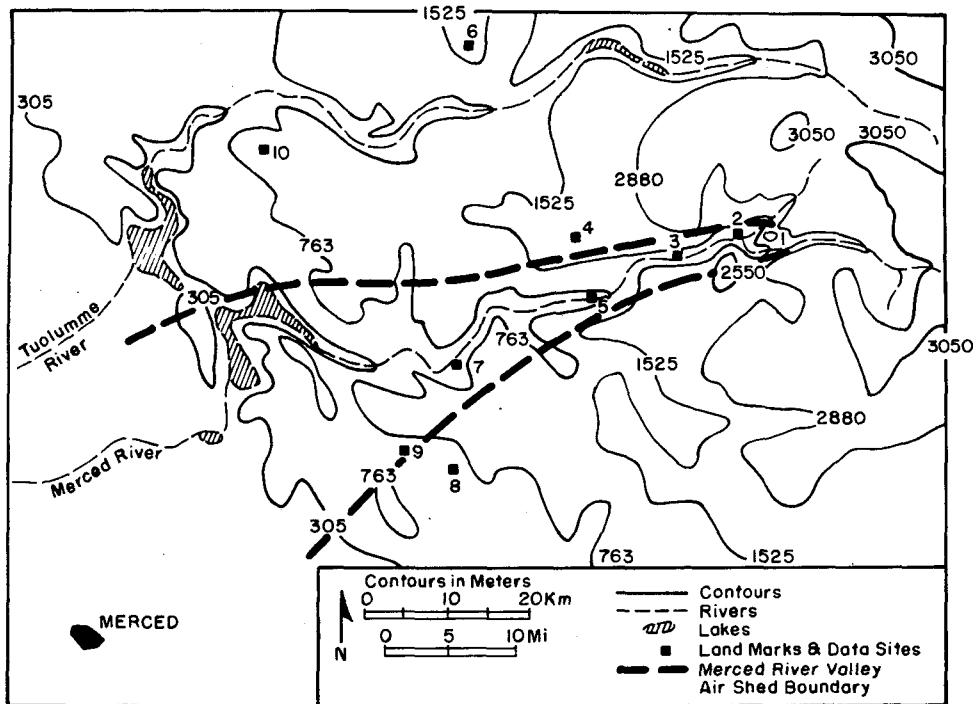 1525
6
1525
3050
305
3050
3050
10
2880
1525
4
2
3
1
763
2550
305
5
Tuolumme
River
763
3050
7
1525
2880
Merced River
9
763
8
305
763
1525
Contours in Meters
0 10 20Km
0 5 10Mi
N
Contours
Rivers
Lakes
Land Marks & Data Sites
Merced River Valley
Air Shed Boundary
MERCED